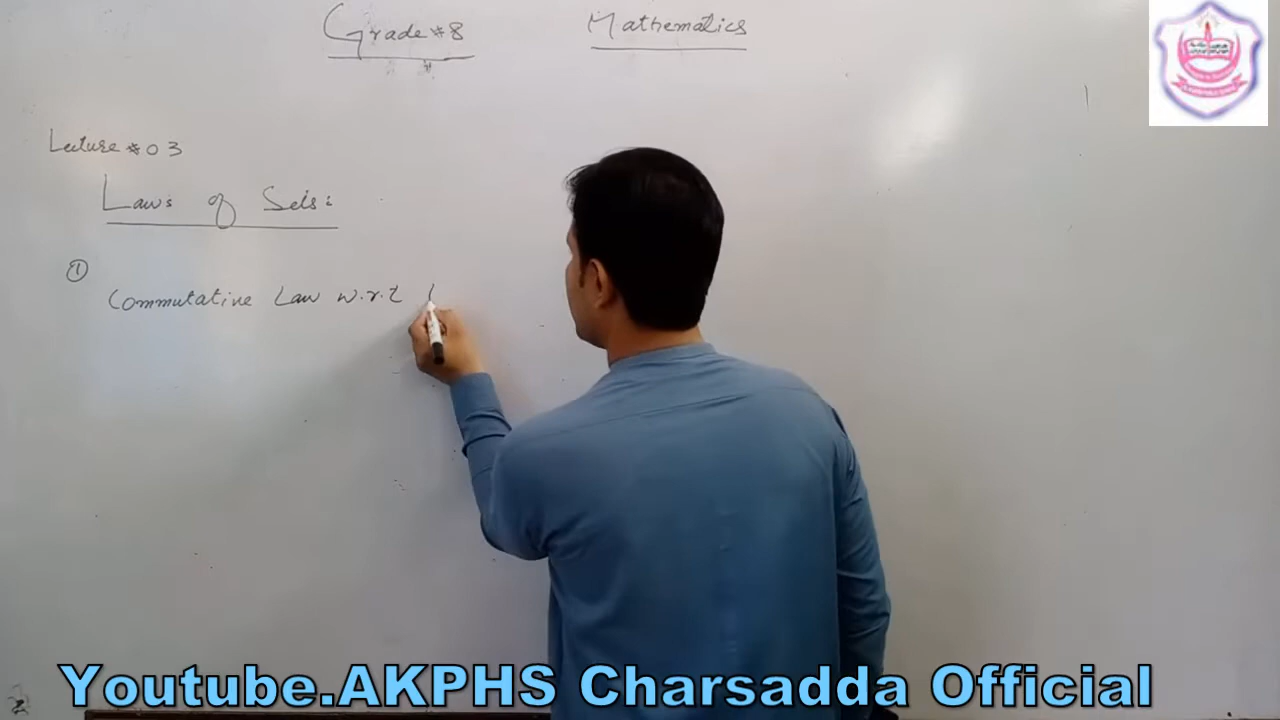 Grade #8 Mathematics
Lecture #03
Laws of Sets:
①
Commutative Law w.r.t
Youtube.AKPHS Charsadda Official